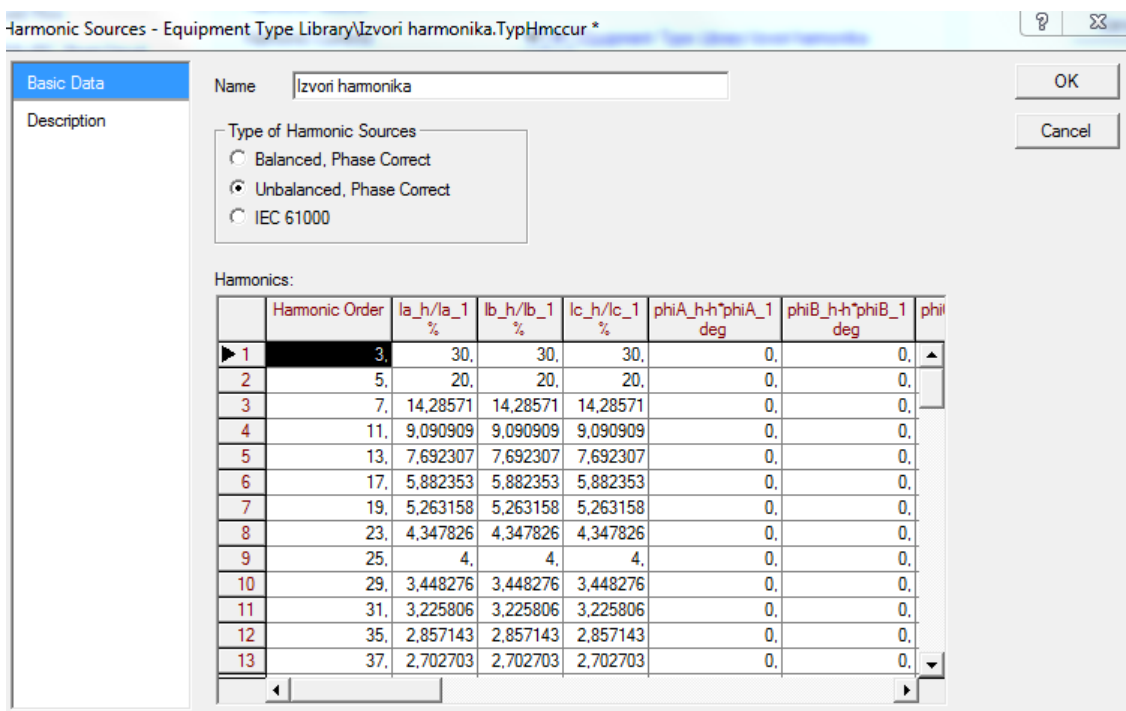 Harmonic Sources - Equipment Type Library\Izvori harmonika.TypHmccur *
Basic Data
Description
Name Izvori harmonika
OK
Cancel
Type of Harmonic Sources
Balanced, Phase Correct
Unbalanced, Phase Correct
IEC 61000
Harmonics:
Harmonic Order Ia_h/Ia_1 Ib_h/Ib_1 Ic_h/Ic_1 phiA_h-h*phiA_1 phiB_h-h*phiB_1 phi
% % % deg deg
1 3, 30, 30, 30, 0, 0,
2 5, 20, 20, 20, 0, 0,
3 7, 14,28571 14,28571 14,28571 0, 0,
4 11, 9,090909 9,090909 9,090909 0, 0,
5 13, 7,692307 7,692307 7,692307 0, 0,
6 17, 5,882353 5,882353 5,882353 0, 0,
7 19, 5,263158 5,263158 5,263158 0, 0,
8 23, 4,347826 4,347826 4,347826 0, 0,
9 25, 4, 4, 4, 0, 0,
10 29, 3,448276 3,448276 3,448276 0, 0,
11 31, 3,225806 3,225806 3,225806 0, 0,
12 35, 2,857143 2,857143 2,857143 0, 0,
13 37, 2,702703 2,702703 2,702703 0, 0,